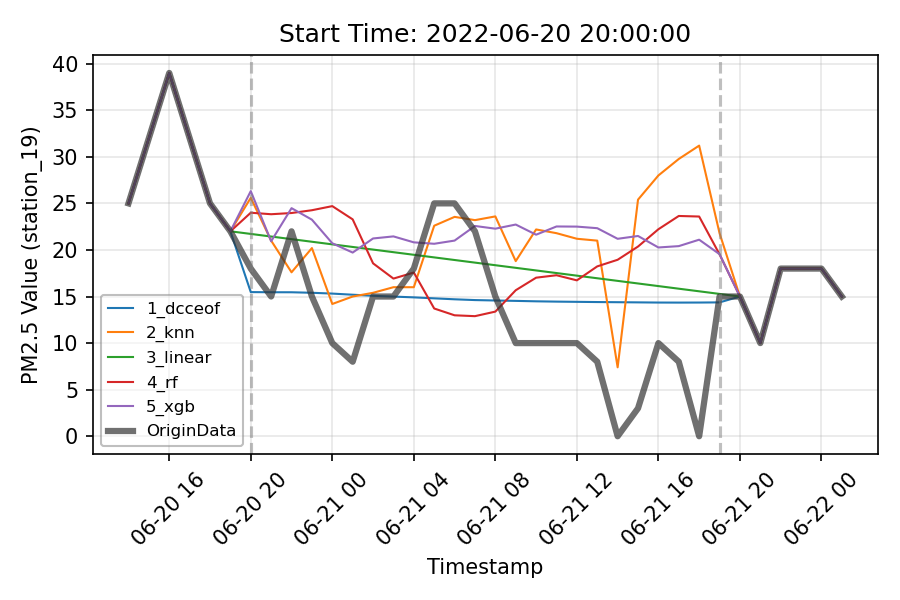 Start Time: 2022-06-20 20:00:00
PM2.5 Value (station_19)
40
35
30
25
20
15
10
5
0
1_dcceof
2_knn
3_linear
4_rf
5_xgb
OriginData
06-20 16
06-20 20
06-21 00
06-21 04
06-21 08
06-21 12
06-21 16
06-21 20
06-22 00
Timestamp